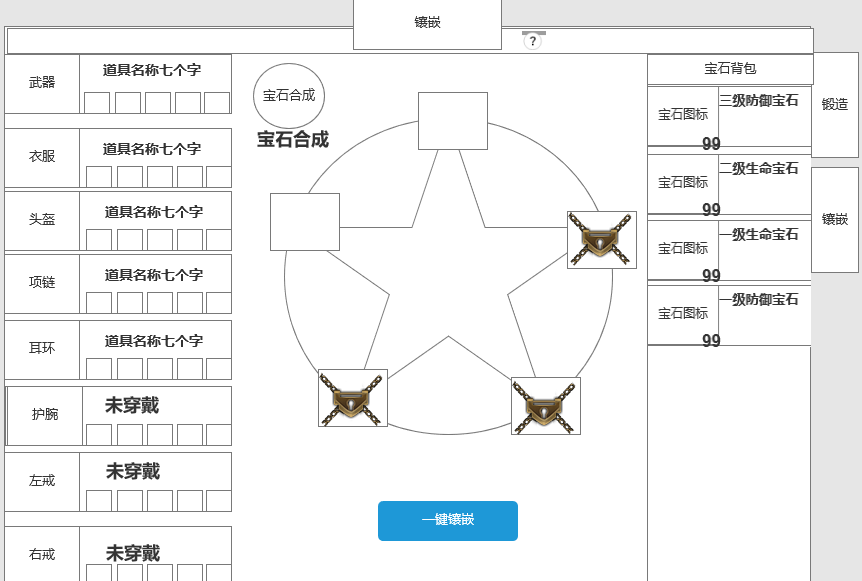 镶嵌
?
武器
道具名称七个字
衣服
道具名称七个字
头盔
道具名称七个字
项链
道具名称七个字
耳环
道具名称七个字
护腕
未穿戴
左戒
未穿戴
右戒
未穿戴
宝石合成
宝石合成
一键镶嵌
宝石背包
宝石图标
三级防御宝石
99
宝石图标
二级生命宝石
99
宝石图标
一级生命宝石
99
宝石图标
一级防御宝石
99
锻造
镶嵌